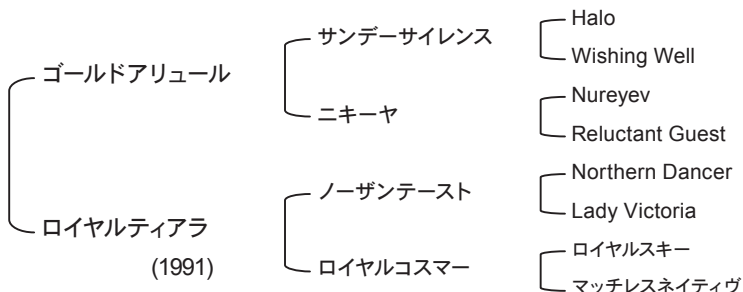 ゴールドアリュール
ロイヤルティアラ
(1991)
サンデーサイレンス
ニキーヤ
ノーザンテースト
ロイヤルコスマー
Halo
Wishing Well
Nureyev
Reluctant Guest
Northern Dancer
Lady Victoria
ロイヤルスキー
マッチレスネイティヴ